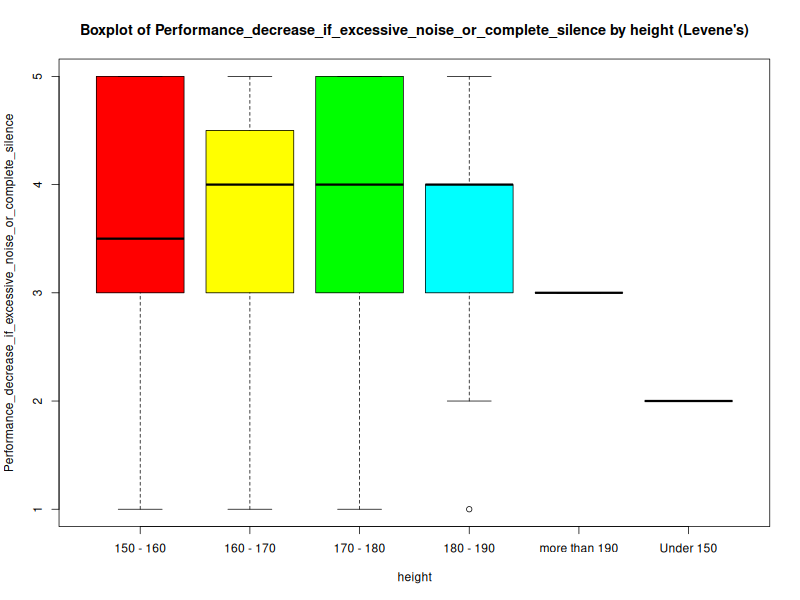 Boxplot of Performance_decrease_if_excessive_noise_or_complete_silence by height (Levene's)
Performance_decrease_if_excessive_noise_or_complete_silence
5
4
3
2
1
150 - 160
160 - 170
170 - 180
180 - 190
more than 190
Under 150
height